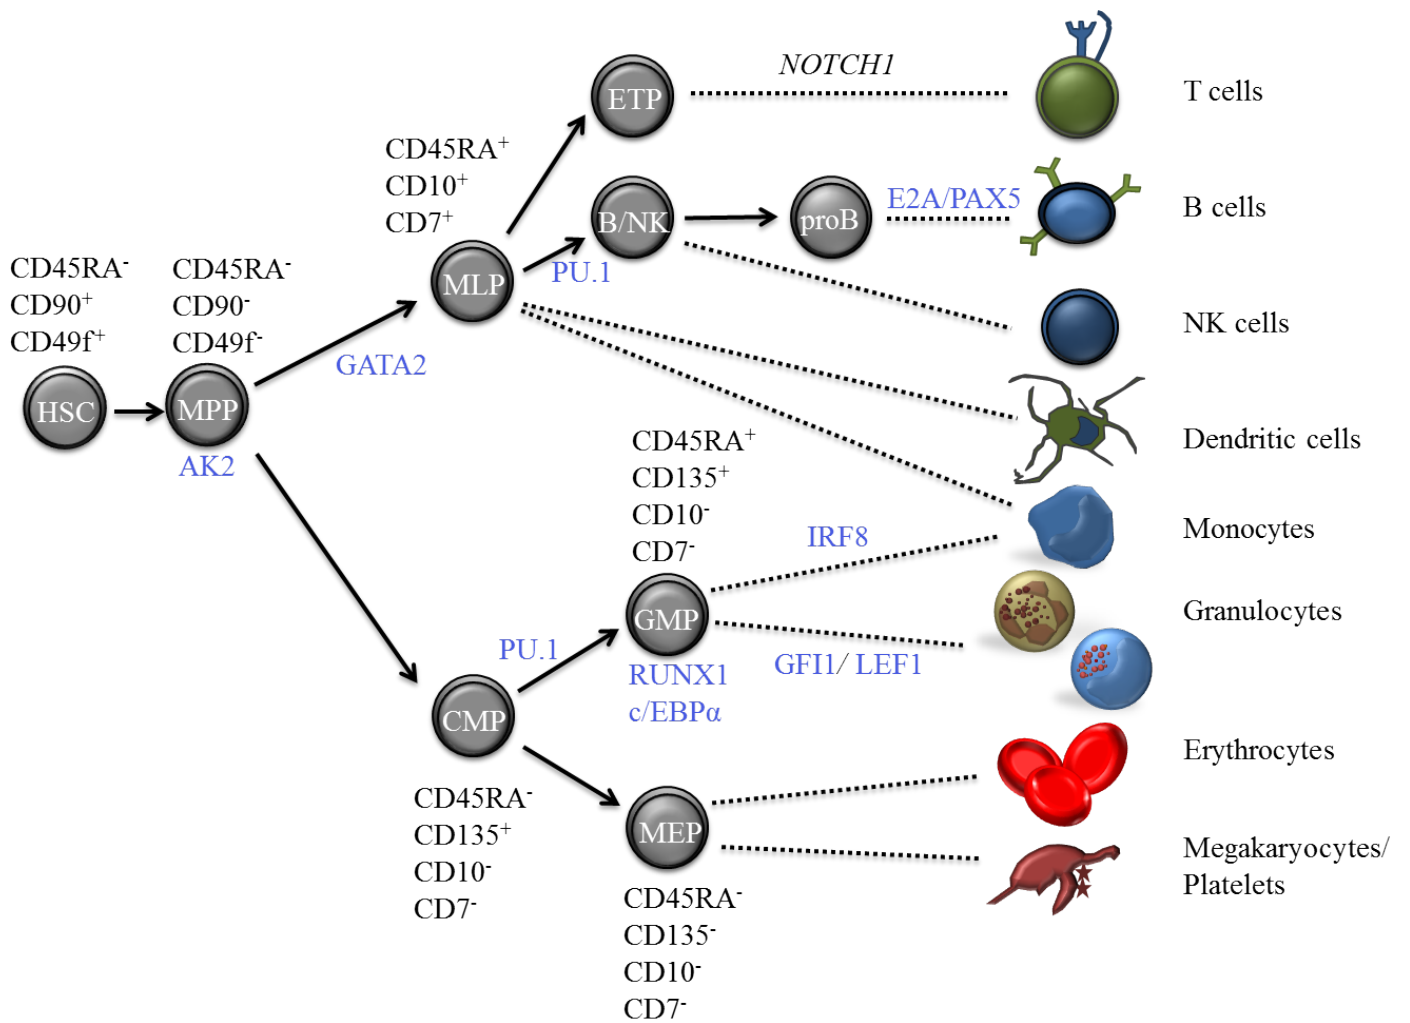 NOTCH1
ETP
T cells
CD45RA+
CD10+
CD7+
E2A/PAX5
B/NK
proB
B cells
PU.1
MLP
CD45RA-
CD90+
CD49f+
CD45RA-
CD90-
CD49f-
NK cells
GATA2
HSC
MPP
AK2
Dendritic cells
CD45RA+
CD135+
CD10-
CD7-
IRF8
Monocytes
GMP
Granulocytes
PU.1
GFI1/ LEF1
RUNX1
c/EBPα
CMP
Erythrocytes
CD45RA-
CD135+
CD10-
CD7-
MEP
Megakaryocytes/
Platelets
CD45RA-
CD135-
CD10-
CD7-